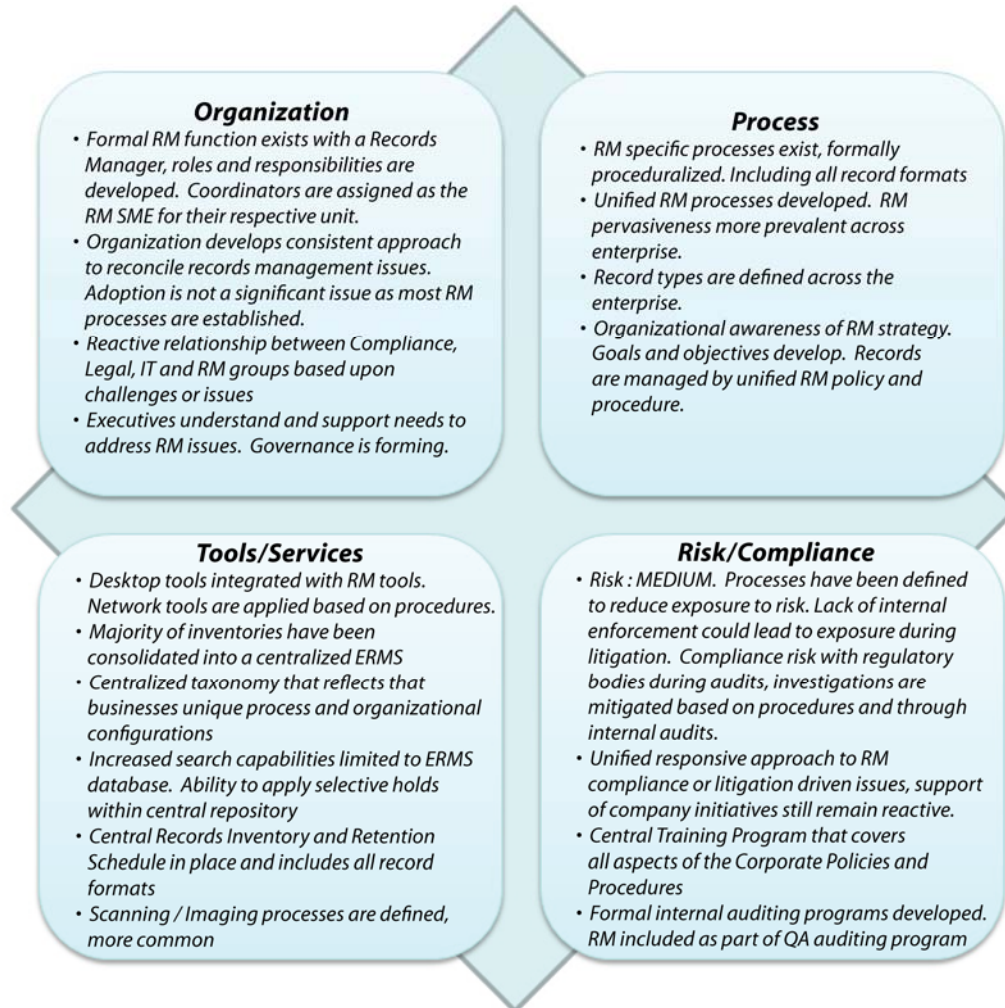 Organization
• Formal RM function exists with a Records
Manager, roles and responsibilities are
developed. Coordinators are assigned as the
RM SME for their respective unit.
• Organization develops consistent approach
to reconcile records management issues.
Adoption is not a significant issue as most RM
processes are established.
• Reactive relationship between Compliance,
Legal, IT and RM groups based upon
challenges or issues
• Executives understand and support needs to
address RM issues. Governance is forming.
Process
• RM specific processes exist, formally
proceduralized. Including all record formats
• Unified RM processes developed. RM
pervasiveness more prevalent across
enterprise.
• Record types are defined across the
enterprise.
• Organizational awareness of RM strategy.
Goals and objectives develop. Records
are managed by unified RM policy and
procedure.
Tools/Services
• Desktop tools integrated with RM tools.
Network tools are applied based on procedures.
• Majority of inventories have been
consolidated into a centralized ERMS
• Centralized taxonomy that reflects that
businesses unique process and organizational
configurations
• Increased search capabilities limited to ERMS
database. Ability to apply selective holds
within central repository
• Central Records Inventory and Retention
Schedule in place and includes all record
formats
• Scanning / Imaging processes are defined,
more common
Risk/Compliance
• Risk : MEDIUM. Processes have been defined
to reduce exposure to risk. Lack of internal
enforcement could lead to exposure during
litigation. Compliance risk with regulatory
bodies during audits, investigations are
mitigated based on procedures and through
internal audits.
• Unified responsive approach to RM
compliance or litigation driven issues, support
of company initiatives still remain reactive.
• Central Training Program that covers
all aspects of the Corporate Policies and
Procedures
• Formal internal auditing programs developed.
RM included as part of QA auditing program